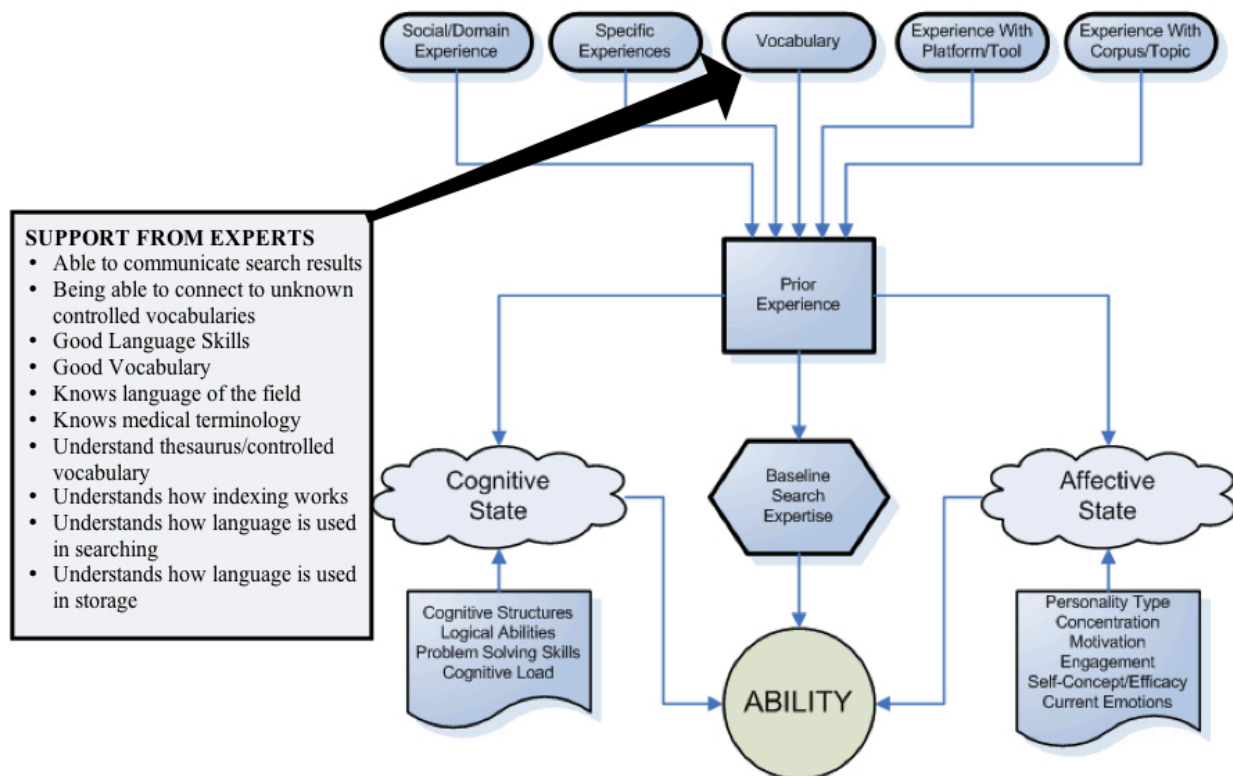 Social/Domain
Experience
Specific
Experiences
Vocabulary
Experience With
Platform/Tool
Experience With
Corpus/Topic
SUPPORT FROM EXPERTS
• Able to communicate search results
• Being able to connect to unknown
controlled vocabularies
• Good Language Skills
• Good Vocabulary
• Knows language of the field
• Knows medical terminology
• Understand thesaurus/controlled
vocabulary
• Understands how indexing works
• Understands how language is used
in searching
• Understands how language is used
in storage
Prior
Experience
Cognitive
State
Baseline
Search
Expertise
Affective
State
Cognitive Structures
Logical Abilities
Problem Solving Skills
Cognitive Load
ABILITY
Personality Type
Concentration
Motivation
Engagement
Self-Concept/Efficacy
Current Emotions